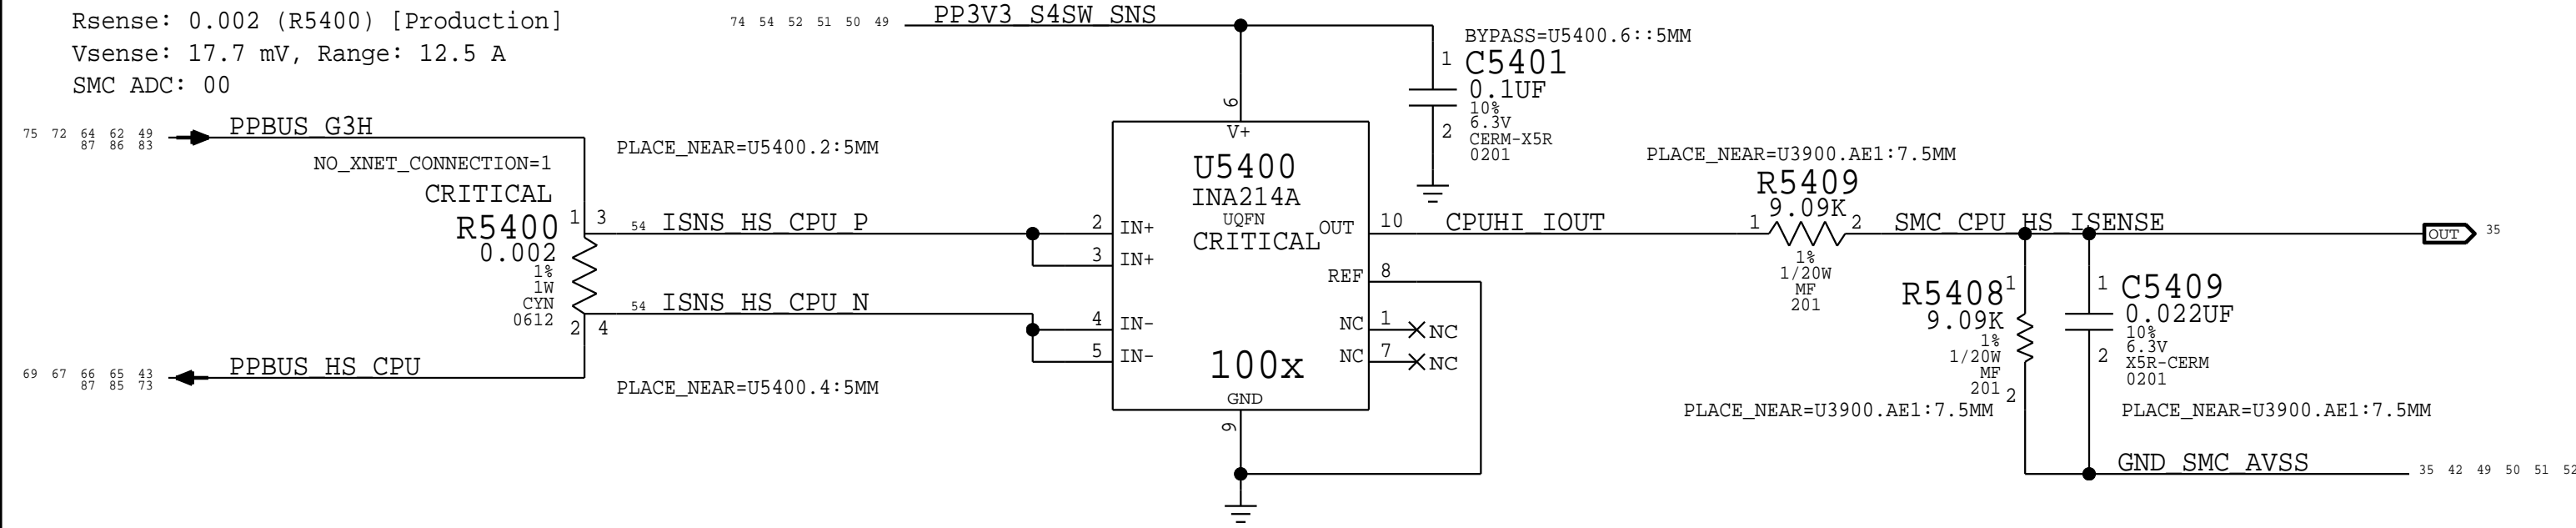 Rsense: 0.002 (R5400) [Production]
Vsense: 17.7 mV, Range: 12.5 A
SMC ADC: 00
74 54 52 51 50 49
PP3V3_S4SW_SNS
BYPASS=U5400.6::5MM
1
C5401
0.1UF
10%
6.3V
CERM-X5R
0201
2
75 72 64 62 49
87 86 83
PPBUS_G3H
NO_XNET_CONNECTION=1
PLACE_NEAR=U5400.2:5MM
CRITICAL
R5400
0.002
1%
1W
CYN
0612
1 3
2 4
54 ISNS_HS_CPU_P
54 ISNS_HS_CPU_N
69 67 66 65 43
87 85 73
PPBUS_HS_CPU
PLACE_NEAR=U5400.4:5MM
6
V+
U5400
INA214A
UQFN
CRITICAL
100x
2 IN+
3 IN+
4 IN-
5 IN-
OUT 10
REF 8
NC 1 NC
NC 7 NC
GND
9
CPUHI_IOUT
PLACE_NEAR=U3900.AE1:7.5MM
R5409
9.09K
1 2
1%
1/20W
MF
201
SMC_CPU_HS_ISENSE
OUT 35
R5408
9.09K
1%
1/20W
MF
201
1
2
PLACE_NEAR=U3900.AE1:7.5MM
1
C5409
0.022UF
10%
6.3V
X5R-CERM
0201
2
PLACE_NEAR=U3900.AE1:7.5MM
GND_SMC_AVSS
35 42 49 50 51 52